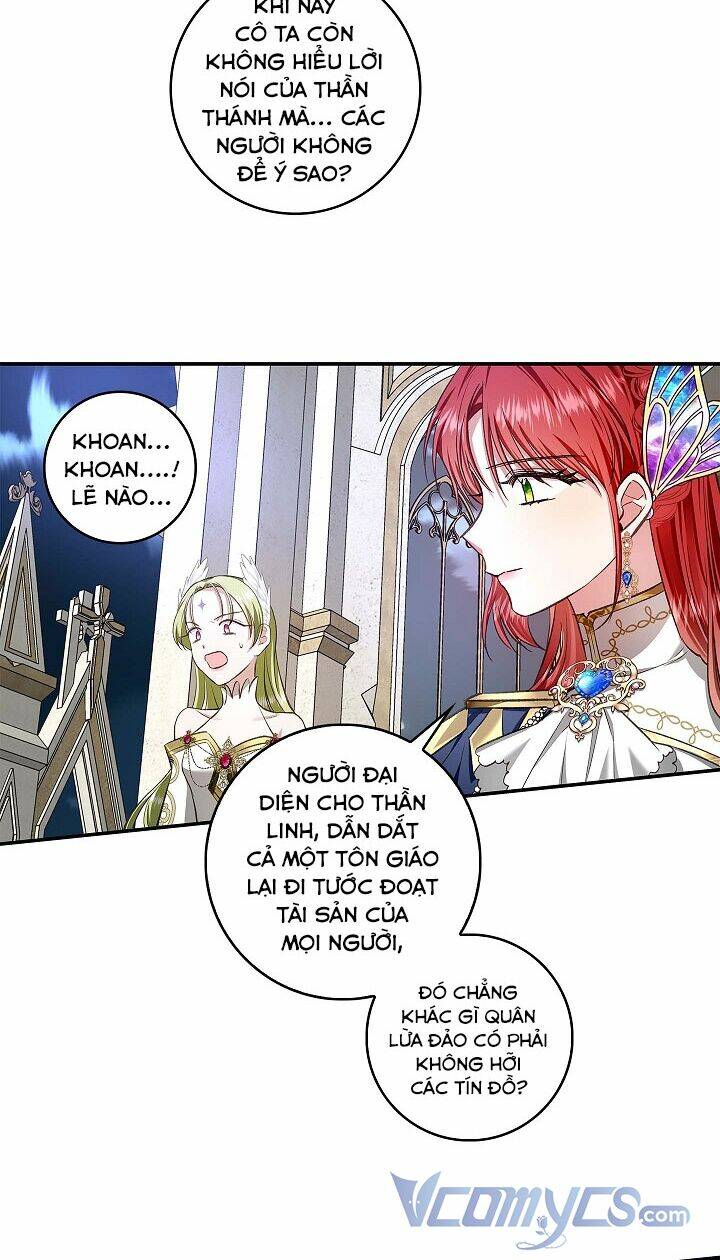 KHI NÀY
CÔ TA CÒN
KHÔNG HIỂU LỜI
NÓI CỦA THẦN
THÁNH MÀ... CÁC
NGƯỜI KHÔNG
ĐỂ Ý SAO?
KHOAN...
KHOAN....!
LẼ NÀO...
NGƯỜI ĐẠI
DIỆN CHO THẦN
LINH, DẪN DẮT
CẢ MỘT TÔN GIÁO
LẠI ĐI TƯỚC ĐOẠT
TÀI SẢN CỦA
MỌI NGƯỜI,
ĐÓ CHẲNG
KHÁC GÌ QUÂN
LỪA ĐẢO CÓ PHẢI
KHÔNG HỠI
CÁC TÍN ĐỒ?
VCOMYCS.com